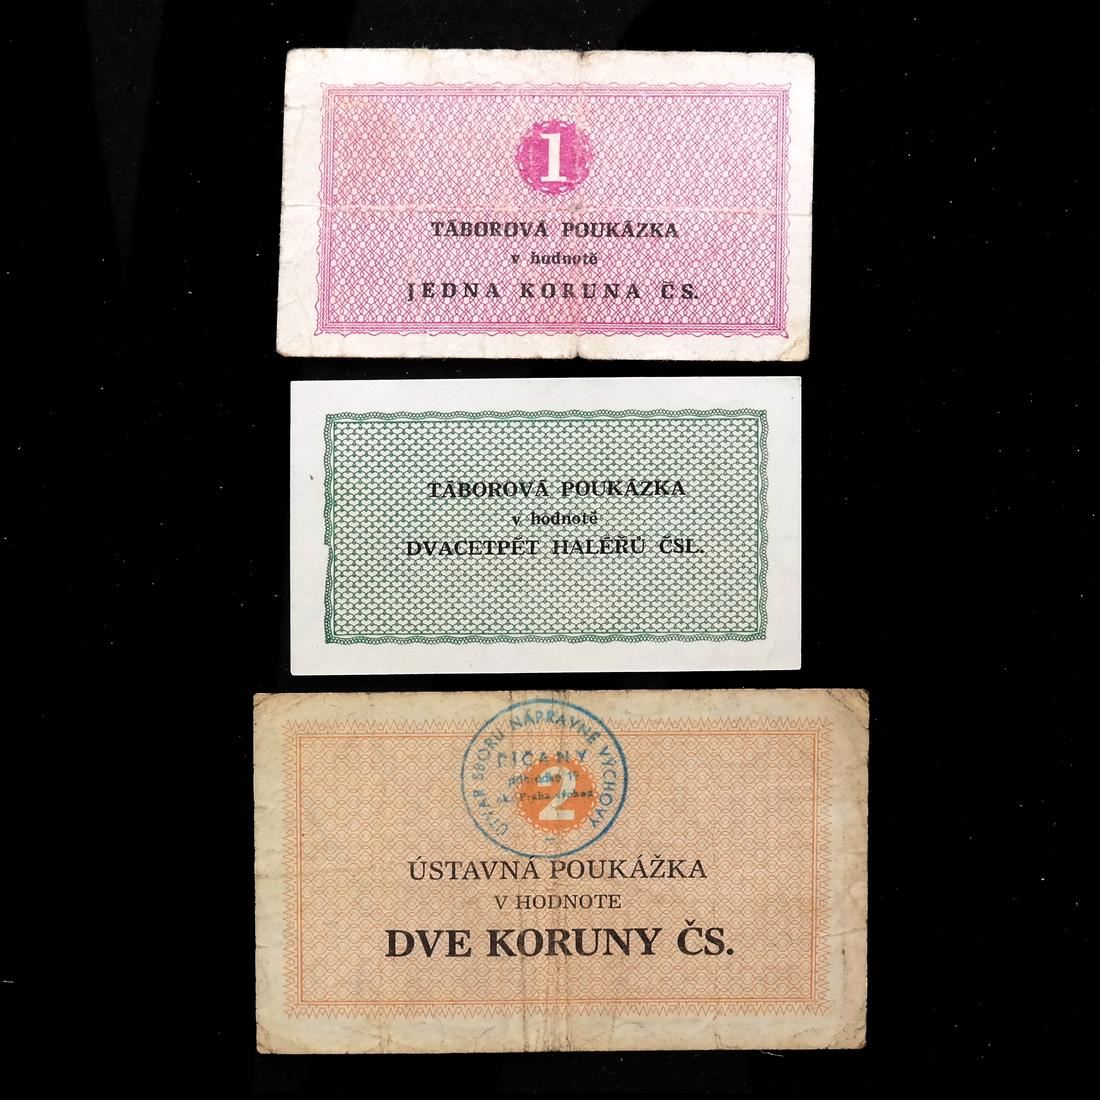 1
TÁBOROVÁ POUKÁZKA
v hodnotě
JEDNA KORUNA ČS.
TÁBOROVÁ POUKÁZKA
v hodnotě
DVACETPĚT HALÉŘŮ ČSL.
ÚTVAR SBORU NÁPRAVNÉ VÝCHOVY
ŘÍČANY
2
ÚSTAVNÁ POUKÁŽKA
V HODNOTE
DVE KORUNY ČS.